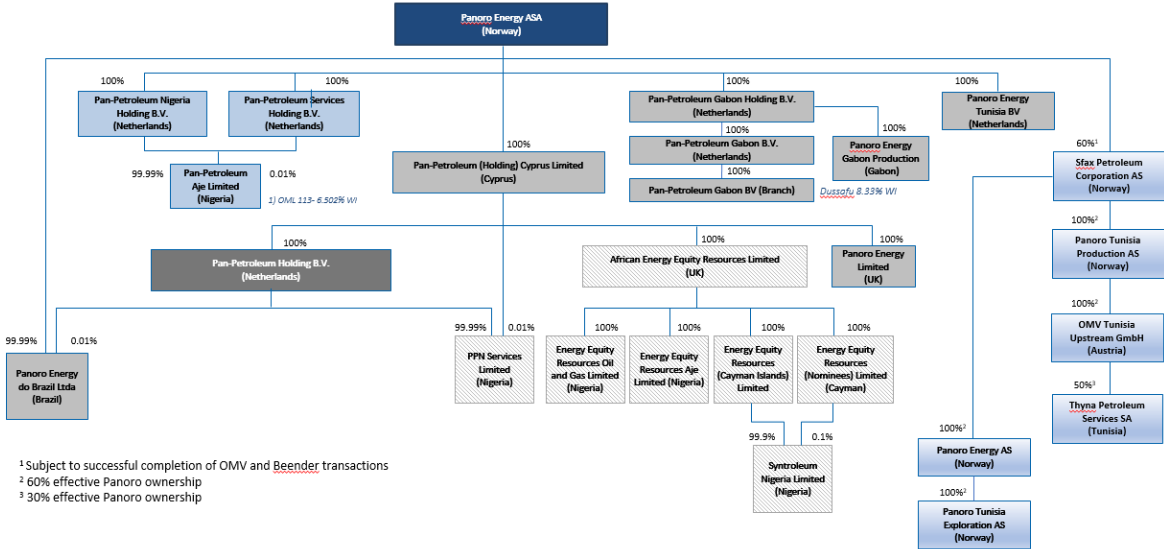 Panoro Energy ASA
(Norway)
100%
100%
100%
100%
Pan-Petroleum Nigeria
Holding B.V.
(Netherlands)
Pan-Petroleum Services
Holding B.V.
(Netherlands)
Pan-Petroleum Gabon Holding B.V.
(Netherlands)
Panoro Energy
Tunisia BV
(Netherlands)
100%
100%
100%
60%¹
Pan-Petroleum Gabon B.V.
(Netherlands)
Panoro Energy
Gabon Production
(Gabon)
Pan-Petroleum (Holding) Cyprus Limited
(Cyprus)
Sfax Petroleum
Corporation AS
(Norway)
99.99%
0.01%
Pan-Petroleum
Aje Limited
(Nigeria)
1) OML 113- 6.502% WI
100%
Pan-Petroleum Gabon BV (Branch)
Dussafu 8.33% WI
100%²
Panoro Tunisia
Production AS
(Norway)
100%
100%
100%
Pan-Petroleum Holding B.V.
(Netherlands)
African Energy Equity Resources Limited
(UK)
Panoro Energy
Limited
(UK)
100%²
OMV Tunisia
Upstream GmbH
(Austria)
99.99%
0.01%
99.99%
0.01%
100%
100%
100%
100%
Panoro Energy
do Brazil Ltda
(Brazil)
PPN Services
Limited
(Nigeria)
Energy Equity
Resources Oil
and Gas Limited
(Nigeria)
Energy Equity
Resources Aje
Limited (Nigeria)
Energy Equity
Resources
(Cayman Islands)
Limited
Energy Equity
Resources
(Nominees) Limited
(Cayman)
50%³
Thyna Petroleum
Services SA
(Tunisia)
99.9%
0.1%
Syntroleum
Nigeria Limited
(Nigeria)
100%²
Panoro Energy AS
(Norway)
100%²
Panoro Tunisia
Exploration AS
(Norway)
¹ Subject to successful completion of OMV and Beender transactions
² 60% effective Panoro ownership
³ 30% effective Panoro ownership